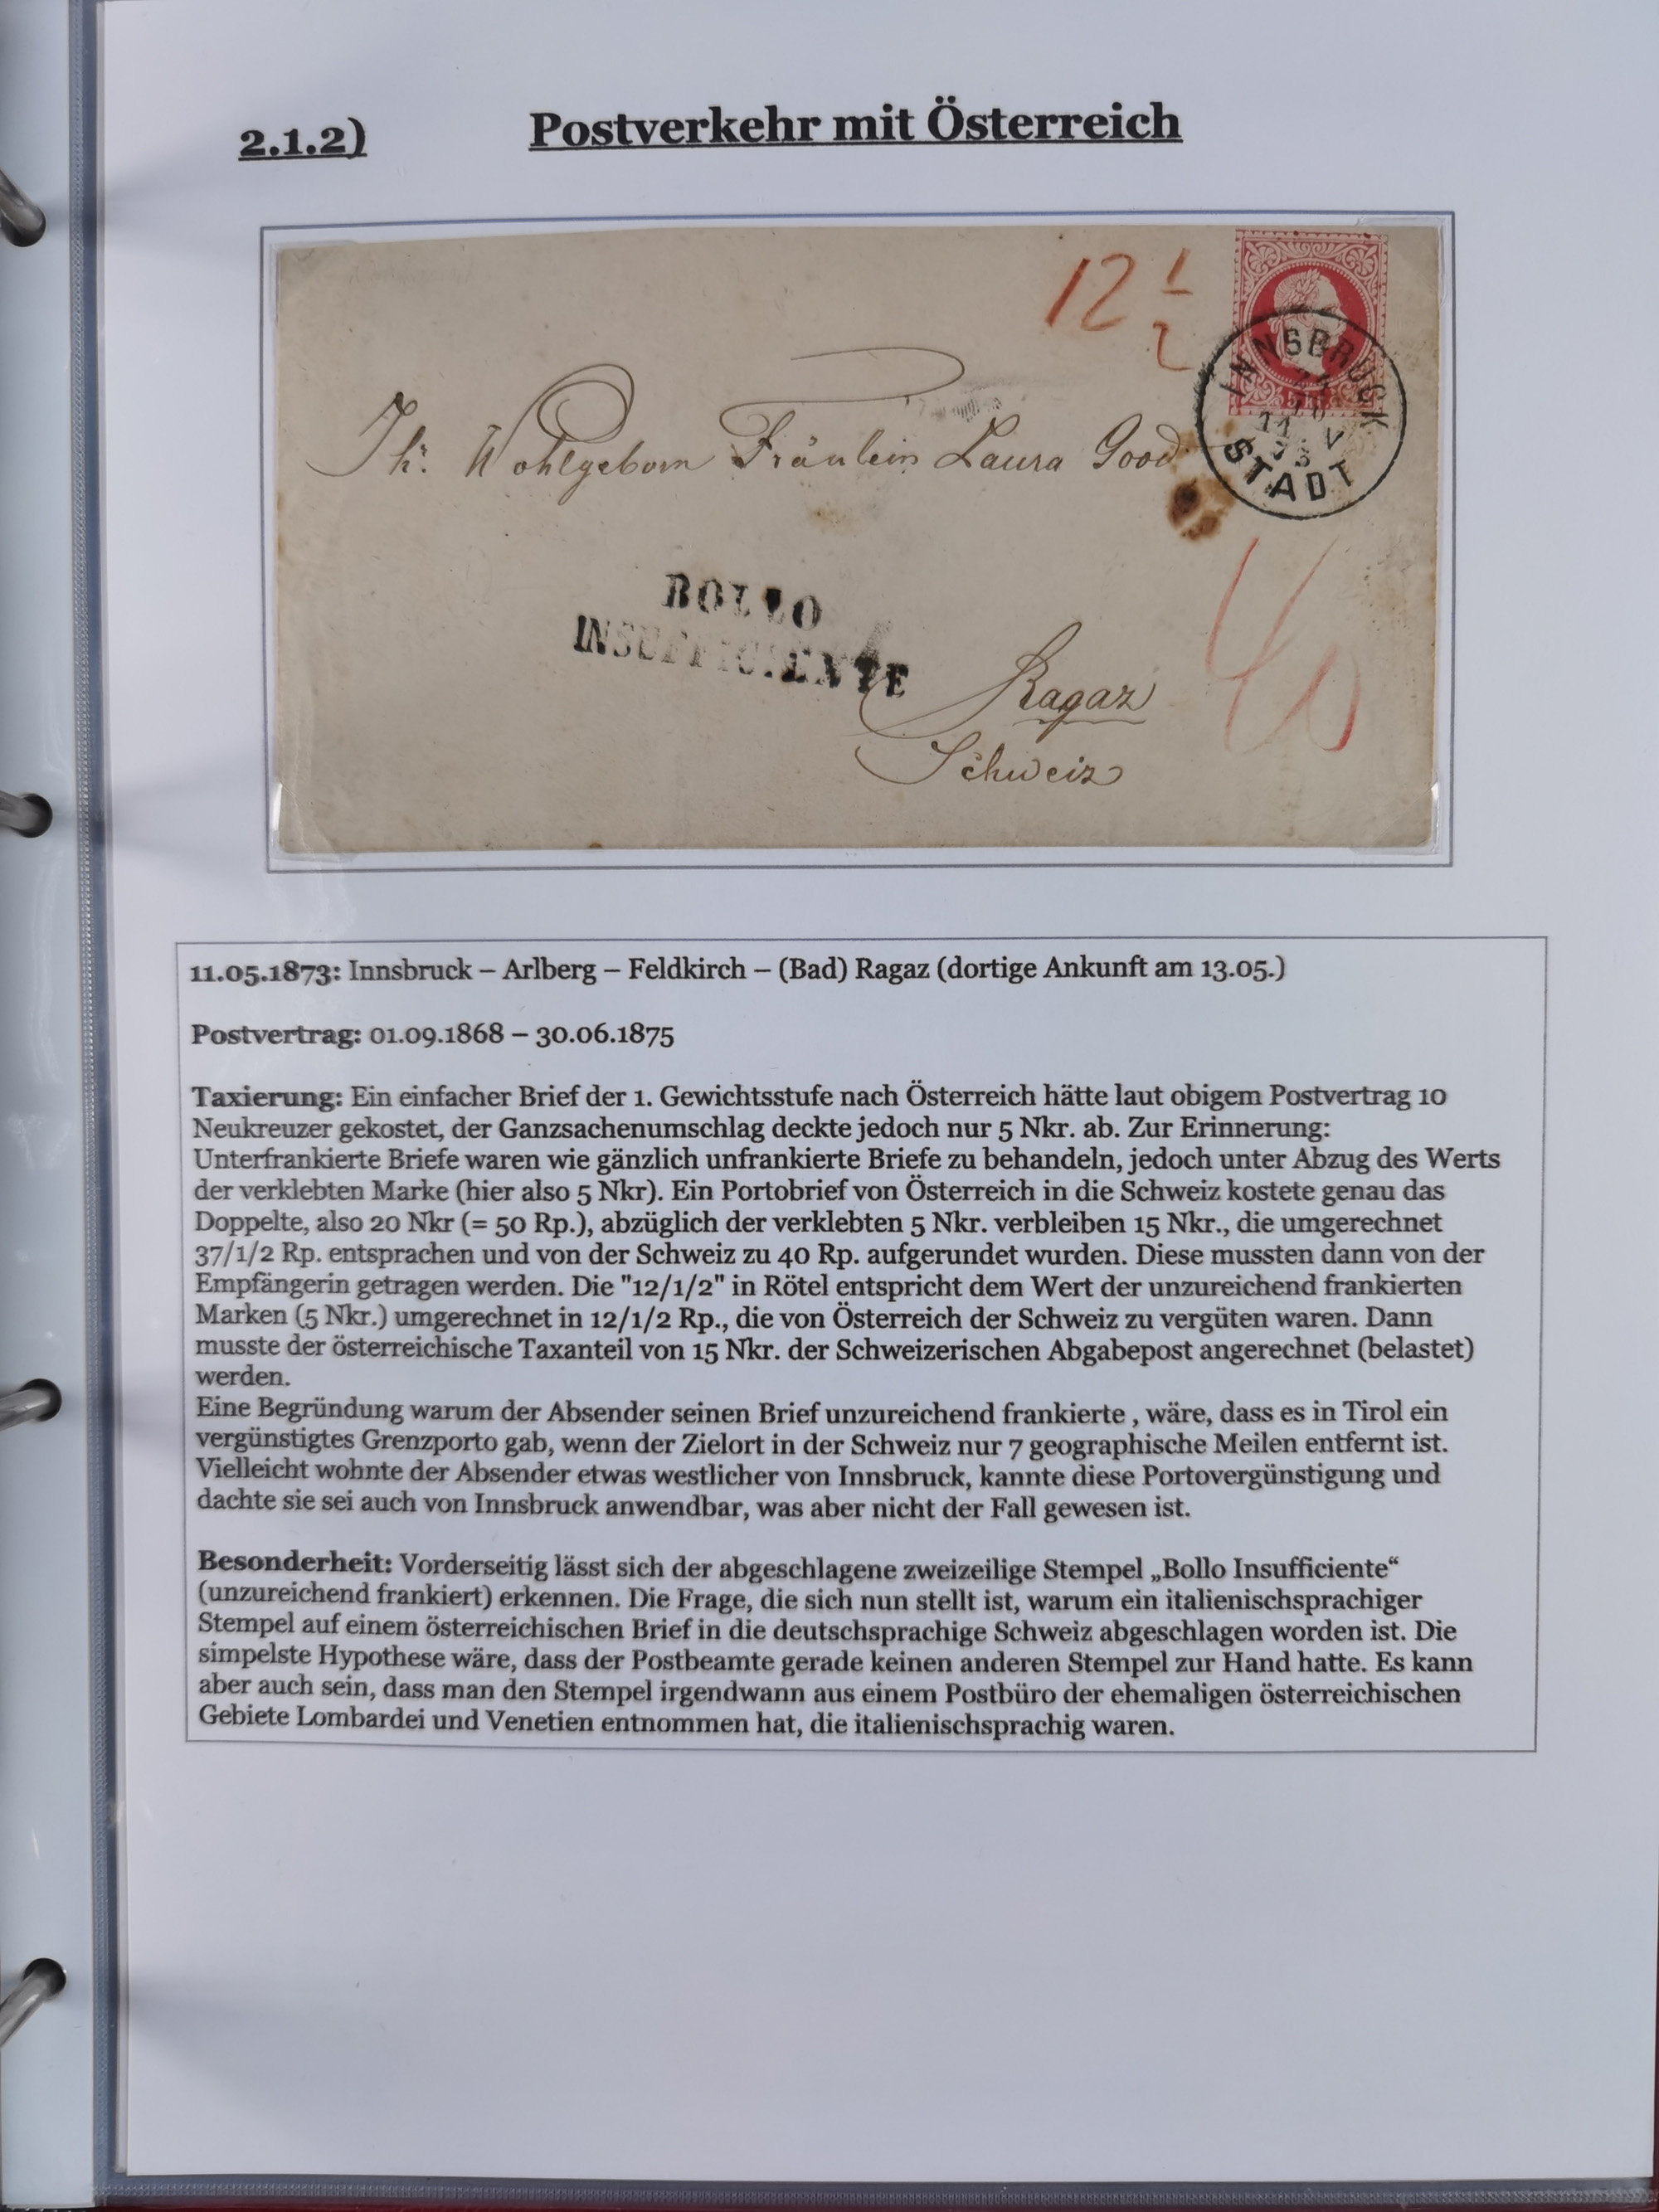 2.1.2) Postverkehr mit Österreich
12 1/2
INNSBRUCK
STADT
11 V
5 kr.
Wohlgeborn Fräulein Laura Good
BOLLO
INSUFFICIENTE
40
Ragaz
Schweiz
11.05.1873: Innsbruck – Arlberg – Feldkirch – (Bad) Ragaz (dortige Ankunft am 13.05.)
Postvertrag: 01.09.1868 – 30.06.1875
Taxierung: Ein einfacher Brief der 1. Gewichtsstufe nach Österreich hätte laut obigem Postvertrag 10
Neukreuzer gekostet, der Ganzsachenumschlag deckte jedoch nur 5 Nkr. ab. Zur Erinnerung:
Unterfrankierte Briefe waren wie gänzlich unfrankierte Briefe zu behandeln, jedoch unter Abzug des Werts
der verklebten Marke (hier also 5 Nkr). Ein Portobrief von Österreich in die Schweiz kostete genau das
Doppelte, also 20 Nkr (= 50 Rp.), abzüglich der verklebten 5 Nkr. verbleiben 15 Nkr., die umgerechnet
37/1/2 Rp. entsprachen und von der Schweiz zu 40 Rp. aufgerundet wurden. Diese mussten dann von der
Empfängerin getragen werden. Die "12/1/2" in Rötel entspricht dem Wert der unzureichend frankierten
Marken (5 Nkr.) umgerechnet in 12/1/2 Rp., die von Österreich der Schweiz zu vergüten waren. Dann
musste der österreichische Taxanteil von 15 Nkr. der Schweizerischen Abgabepost angerechnet (belastet)
werden.
Eine Begründung warum der Absender seinen Brief unzureichend frankierte , wäre, dass es in Tirol ein
vergünstigtes Grenzporto gab, wenn der Zielort in der Schweiz nur 7 geographische Meilen entfernt ist.
Vielleicht wohnte der Absender etwas westlicher von Innsbruck, kannte diese Portovergünstigung und
dachte sie sei auch von Innsbruck anwendbar, was aber nicht der Fall gewesen ist.
Besonderheit: Vorderseitig lässt sich der abgeschlagene zweizeilige Stempel „Bollo Insufficiente“
(unzureichend frankiert) erkennen. Die Frage, die sich nun stellt ist, warum ein italienischsprachiger
Stempel auf einem österreichischen Brief in die deutschsprachige Schweiz abgeschlagen worden ist. Die
simpelste Hypothese wäre, dass der Postbeamte gerade keinen anderen Stempel zur Hand hatte. Es kann
aber auch sein, dass man den Stempel irgendwann aus einem Postbüro der ehemaligen österreichischen
Gebiete Lombardei und Venetien entnommen hat, die italienischsprachig waren.